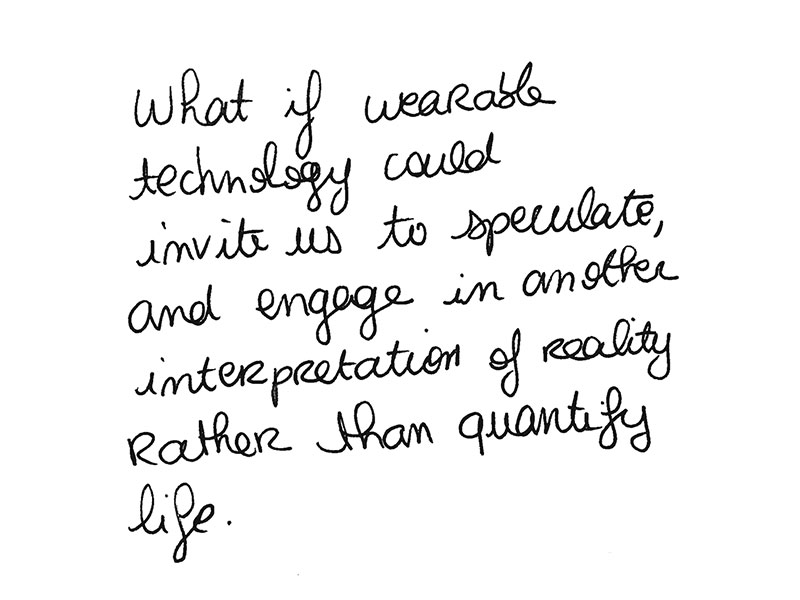 What if wearable
technology could
invite us to speculate,
and engage in another
interpretation of reality
rather than quantify
life.